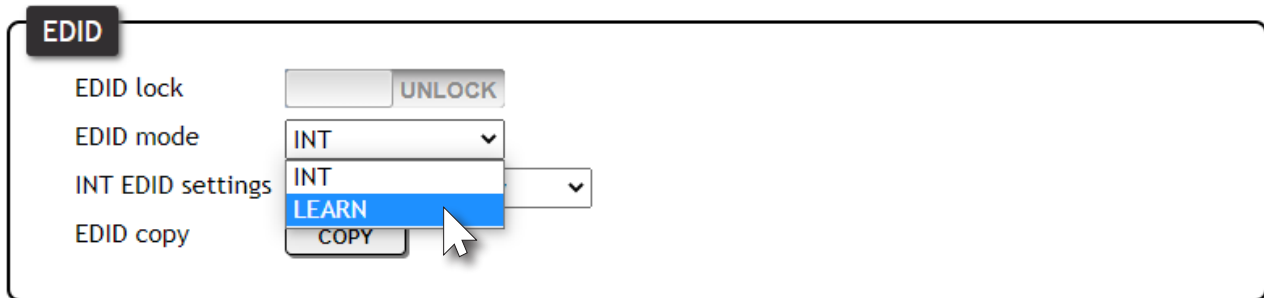 EDID
EDID lock UNLOCK
EDID mode INT
INT
INT EDID settings
LEARN
EDID copy COPY